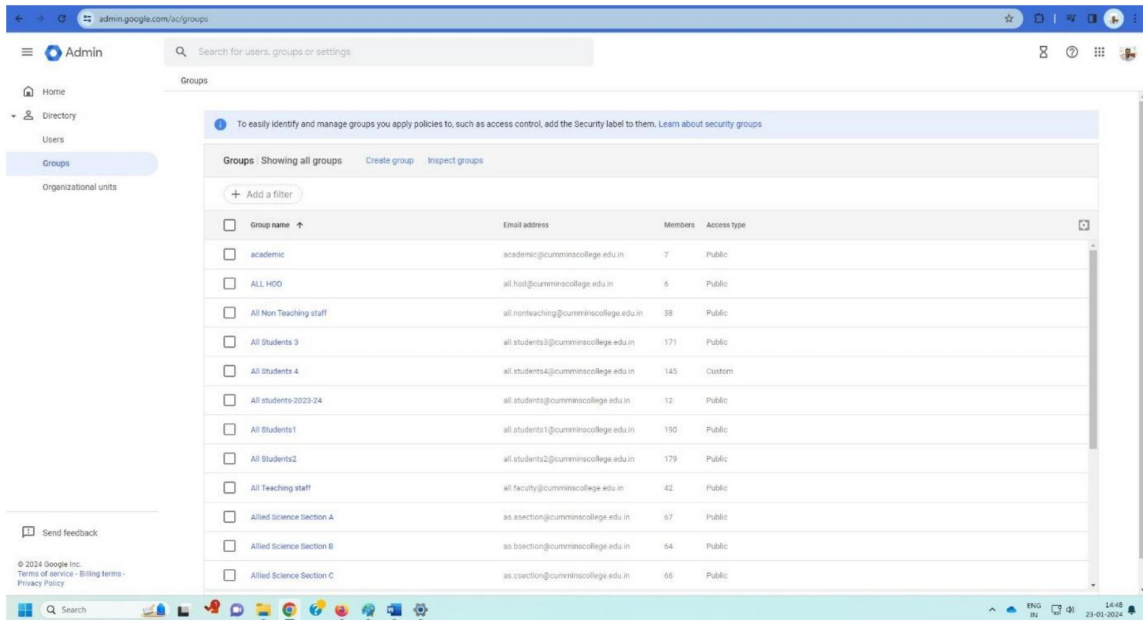 admin.google.com/ac/groups
Admin
Search for users, groups or settings
Groups
Home
Directory
Users
Groups
Organizational units
To easily identify and manage groups you apply policies to, such as access control, add the Security label to them. Learn about security groups
Groups | Showing all groups Create group Inspect groups
+ Add a filter
Group name Email address Members Access type
academic academic@cumminscollege.edu.in 7 Public
ALL HOD all.hod@cumminscollege.edu.in 6 Public
All Non Teaching staff all.nonteaching@cumminscollege.edu.in 38 Public
All Students 3 all.students3@cumminscollege.edu.in 171 Public
All Students 4 all.students4@cumminscollege.edu.in 145 Custom
All students-2023-24 all.students@cumminscollege.edu.in 12 Public
All Students1 all.students1@cumminscollege.edu.in 190 Public
All Students2 all.students2@cumminscollege.edu.in 179 Public
All Teaching staff all.faculty@cumminscollege.edu.in 42 Public
Allied Science Section A as.asection@cumminscollege.edu.in 67 Public
Allied Science Section B as.bsection@cumminscollege.edu.in 64 Public
Allied Science Section C as.csection@cumminscollege.edu.in 66 Public
Send feedback
© 2024 Google Inc.
Terms of service - Billing terms -
Privacy Policy
Search
ENG
IN
14:48
23-01-2024